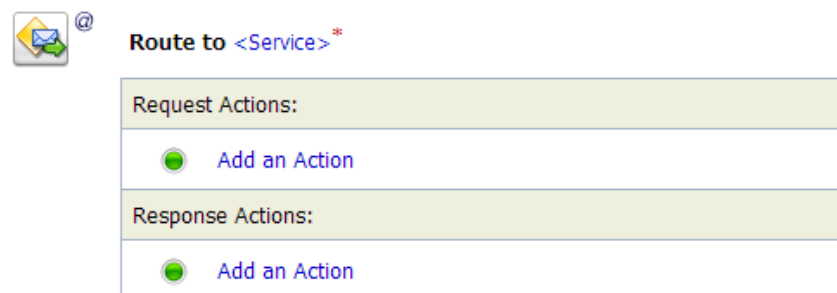 @
Route to <Service>*
Request Actions:
Add an Action
Response Actions:
Add an Action